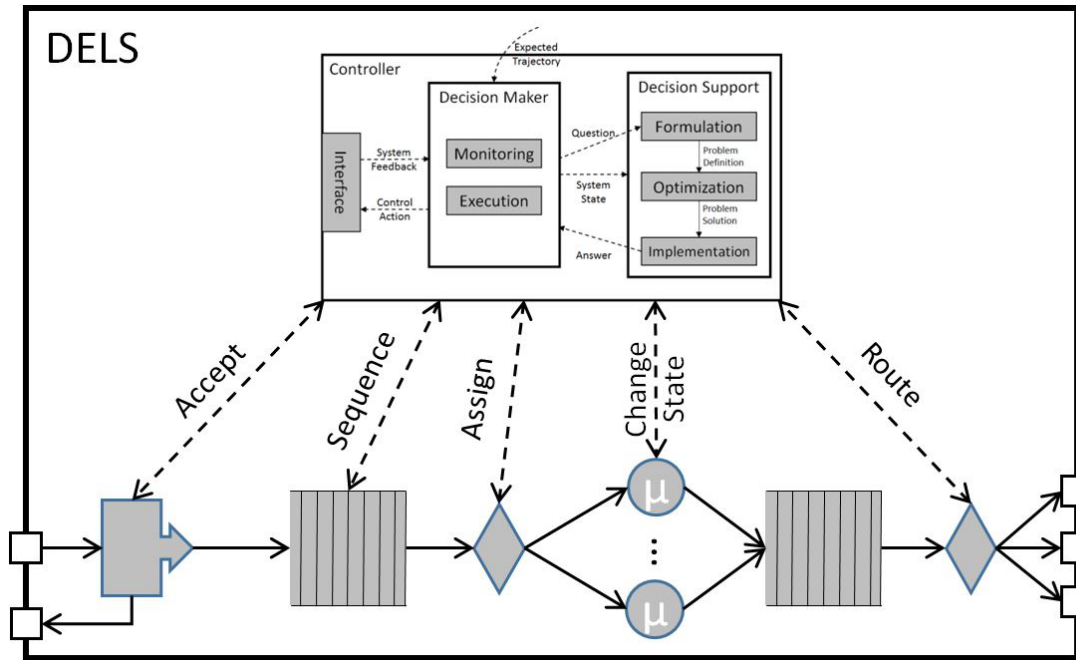 DELS
Expected
Trajectory
Controller
Decision Maker
Decision Support
Interface
System
Feedback
Control
Action
Monitoring
Execution
Question
System
State
Answer
Formulation
Problem
Definition
Optimization
Problem
Solution
Implementation
Accept
Sequence
Assign
Change
State
Route
μ
...
μ